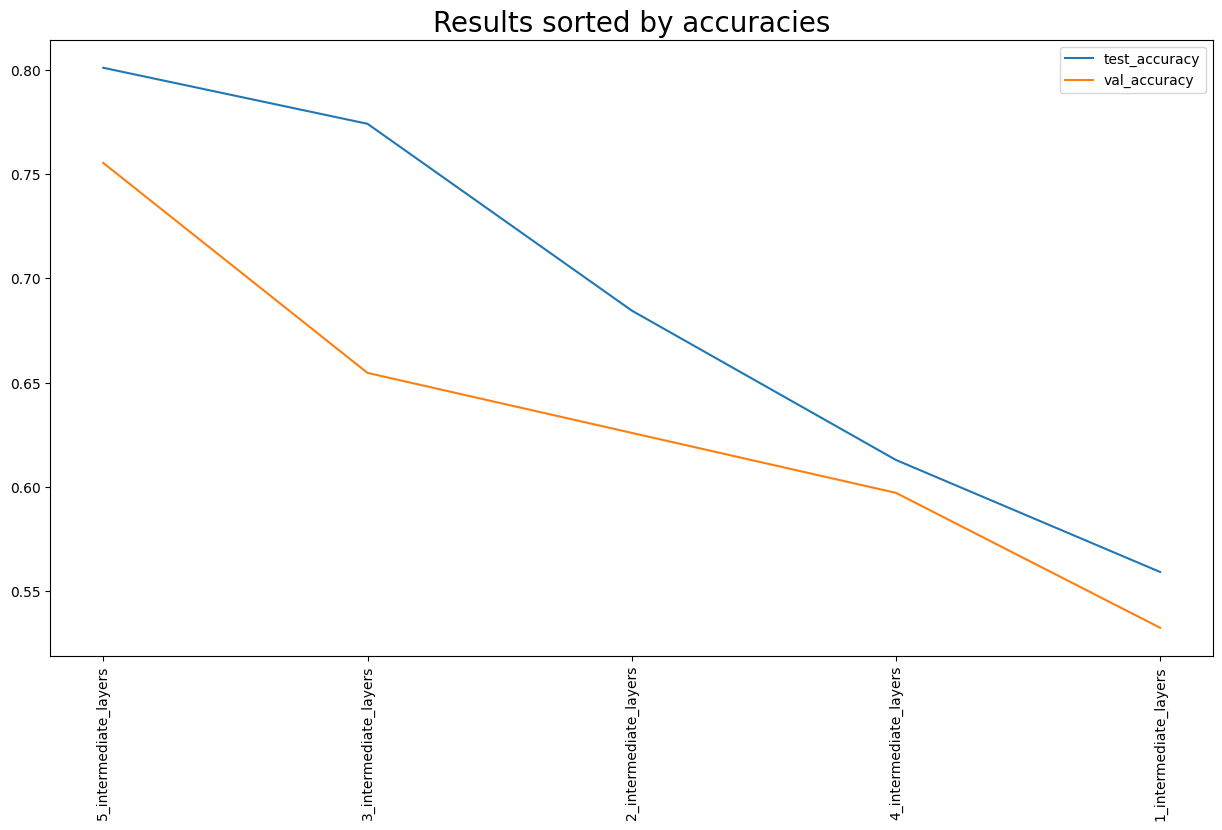 Results sorted by accuracies
test_accuracy
val_accuracy
0.80
0.75
0.70
0.65
0.60
0.55
5_intermediate_layers
3_intermediate_layers
2_intermediate_layers
4_intermediate_layers
1_intermediate_layers